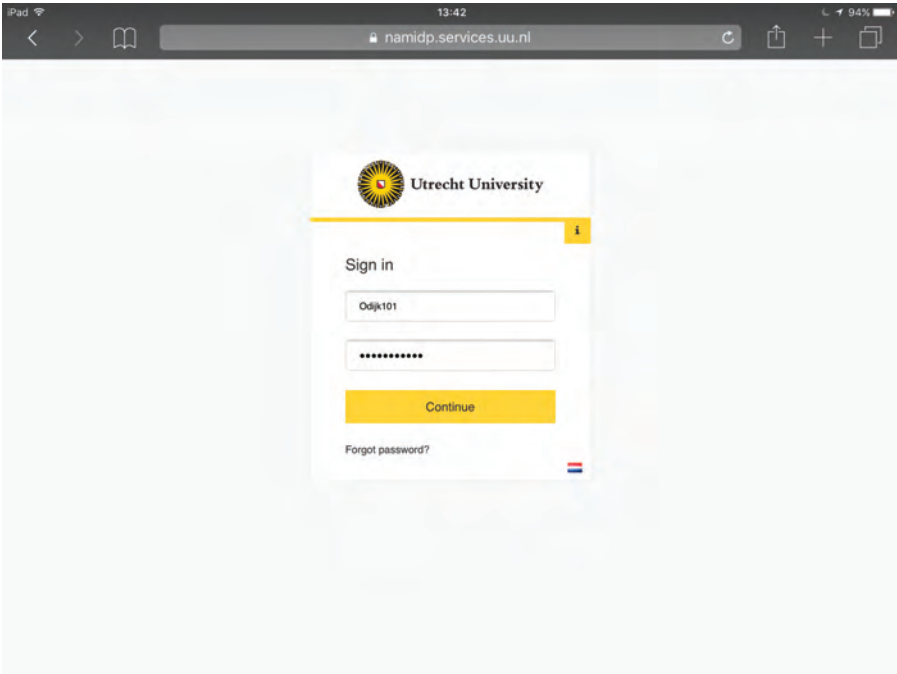 iPad 13:42 94%
namidp.services.uu.nl
Utrecht University
i
Sign in
Odijk101
•••••••••••
Continue
Forgot password?